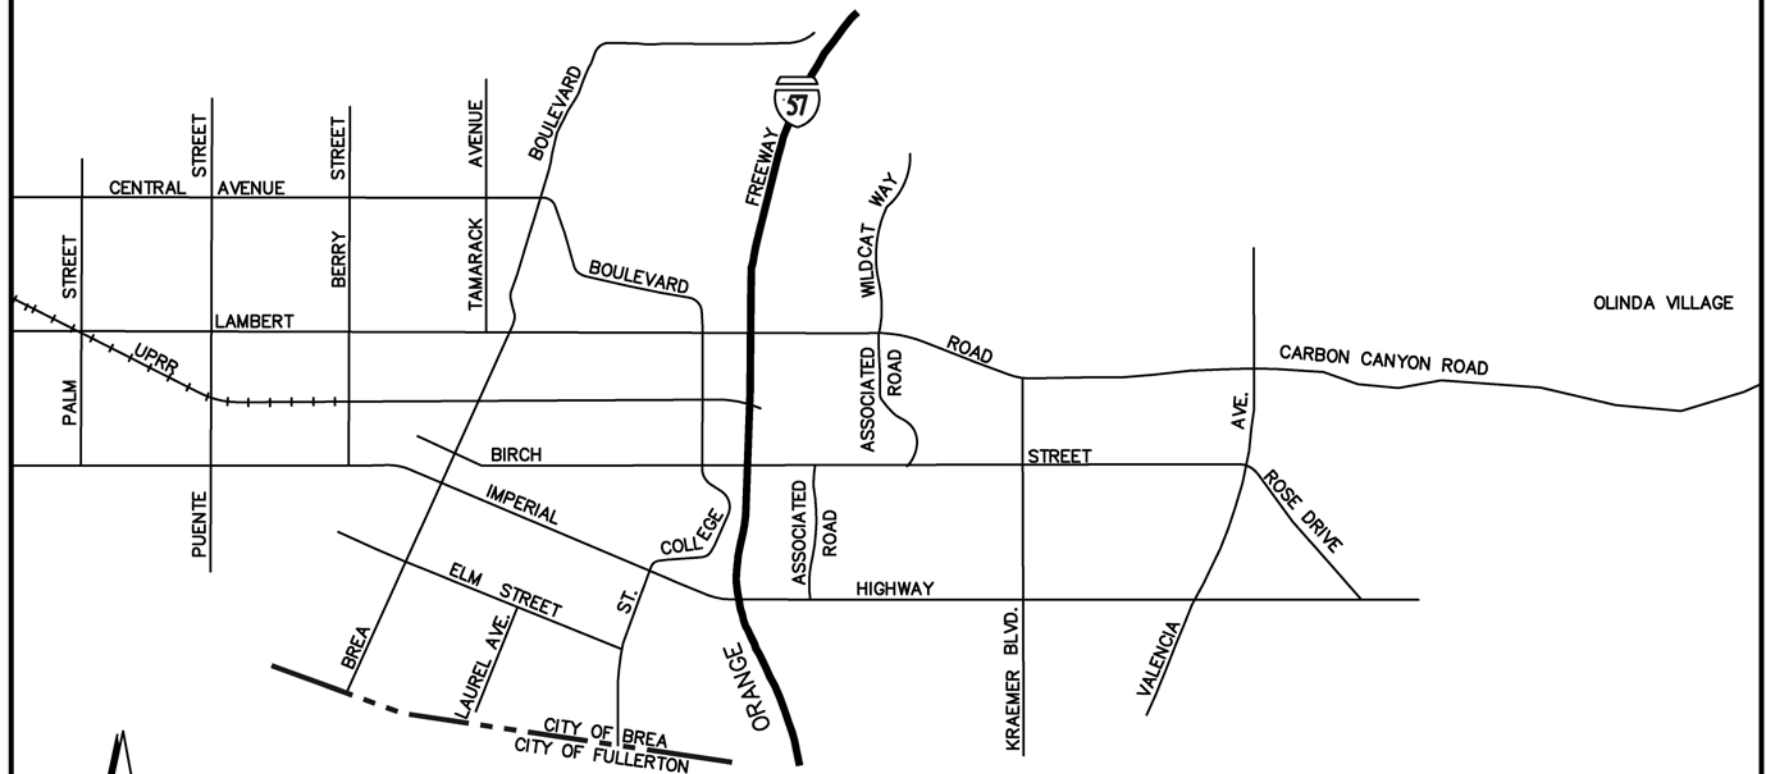 BOULEVARD
57
FREEWAY
STREET
STREET
AVENUE
CENTRAL AVENUE
WILDCAT WAY
STREET
BERRY
TAMARACK
BOULEVARD
OLINDA VILLAGE
LAMBERT
ROAD
UPRR
CARBON CANYON ROAD
PALM
ASSOCIATED
ROAD
AVE.
BIRCH
STREET
PUENTE
IMPERIAL
COLLEGE
ASSOCIATED
ROAD
ROSE DRIVE
ELM STREET
ST.
HIGHWAY
BREA
LAUREL AVE.
ORANGE
KRAEMER BLVD.
VALENCIA
CITY OF BREA
CITY OF FULLERTON